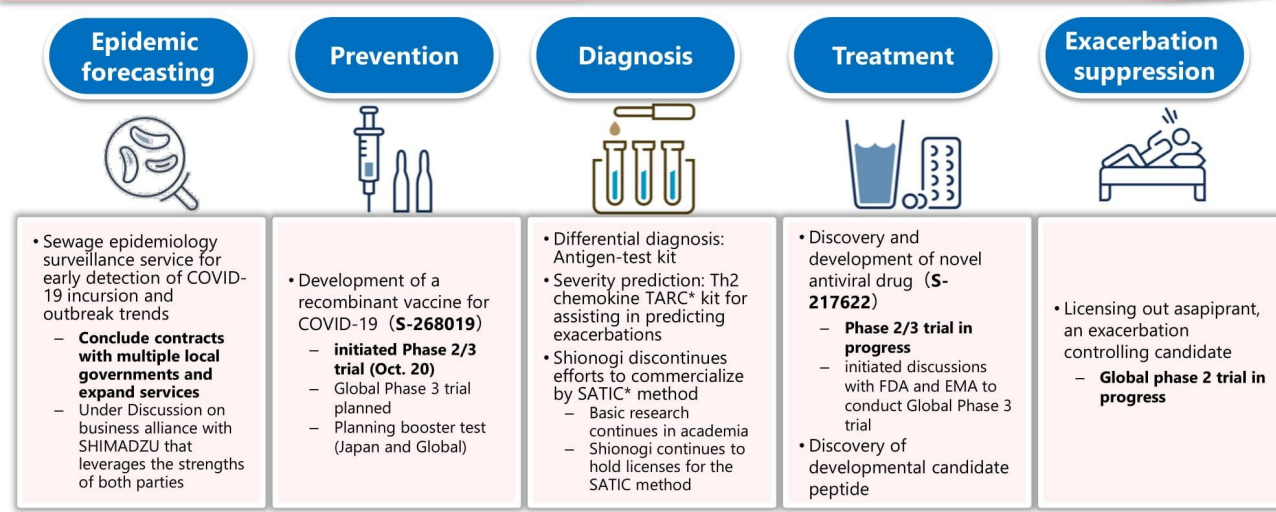 Epidemic
forecasting
Prevention
Diagnosis
Treatment
Exacerbation
suppression
• Sewage epidemiology
surveillance service for
early detection of COVID-
19 incursion and
outbreak trends
– Conclude contracts
with multiple local
governments and
expand services
– Under Discussion on
business alliance with
SHIMADZU that
leverages the strengths
of both parties
• Development of a
recombinant vaccine for
COVID-19（S-268019）
– initiated Phase 2/3
trial (Oct. 20)
– Global Phase 3 trial
planned
– Planning booster test
(Japan and Global)
• Differential diagnosis:
Antigen-test kit
• Severity prediction: Th2
chemokine TARC* kit for
assisting in predicting
exacerbations
• Shionogi discontinues
efforts to commercialize
by SATIC* method
– Basic research
continues in academia
– Shionogi continues to
hold licenses for the
SATIC method
• Discovery and
development of novel
antiviral drug（S-
217622）
– Phase 2/3 trial in
progress
– initiated discussions
with FDA and EMA to
conduct Global Phase 3
trial
• Discovery of
developmental candidate
peptide
• Licensing out asapiprant,
an exacerbation
controlling candidate
– Global phase 2 trial in
progress